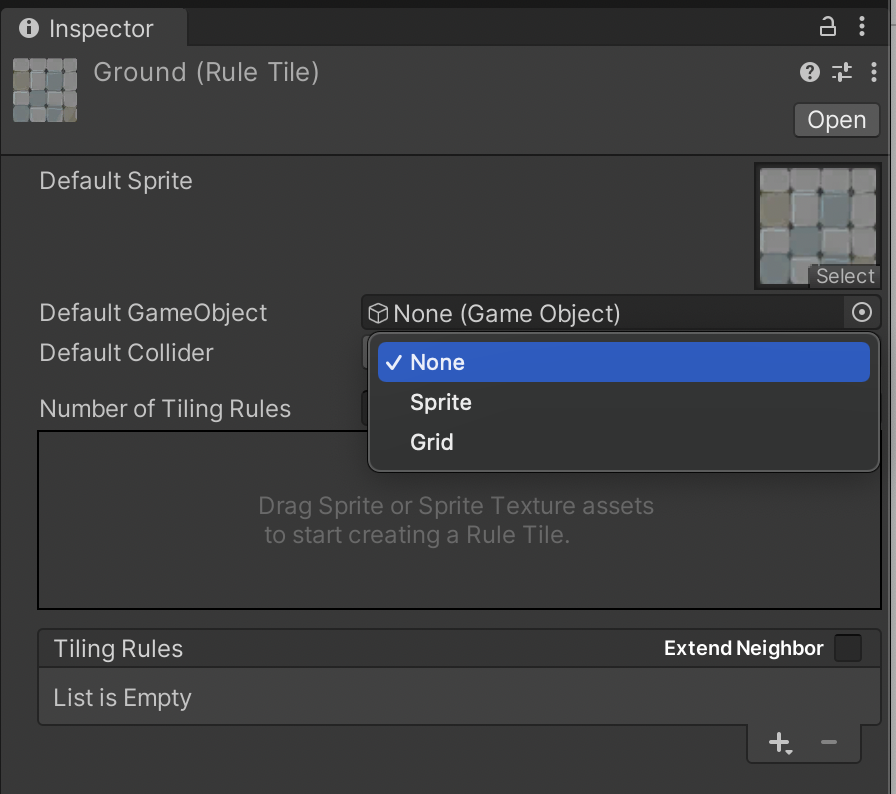 Inspector
Ground (Rule Tile)
Open
Default Sprite
Select
Default GameObject
None (Game Object)
Default Collider
None
Sprite
Grid
Number of Tiling Rules
Drag Sprite or Sprite Texture assets
to start creating a Rule Tile.
Tiling Rules
Extend Neighbor
List is Empty